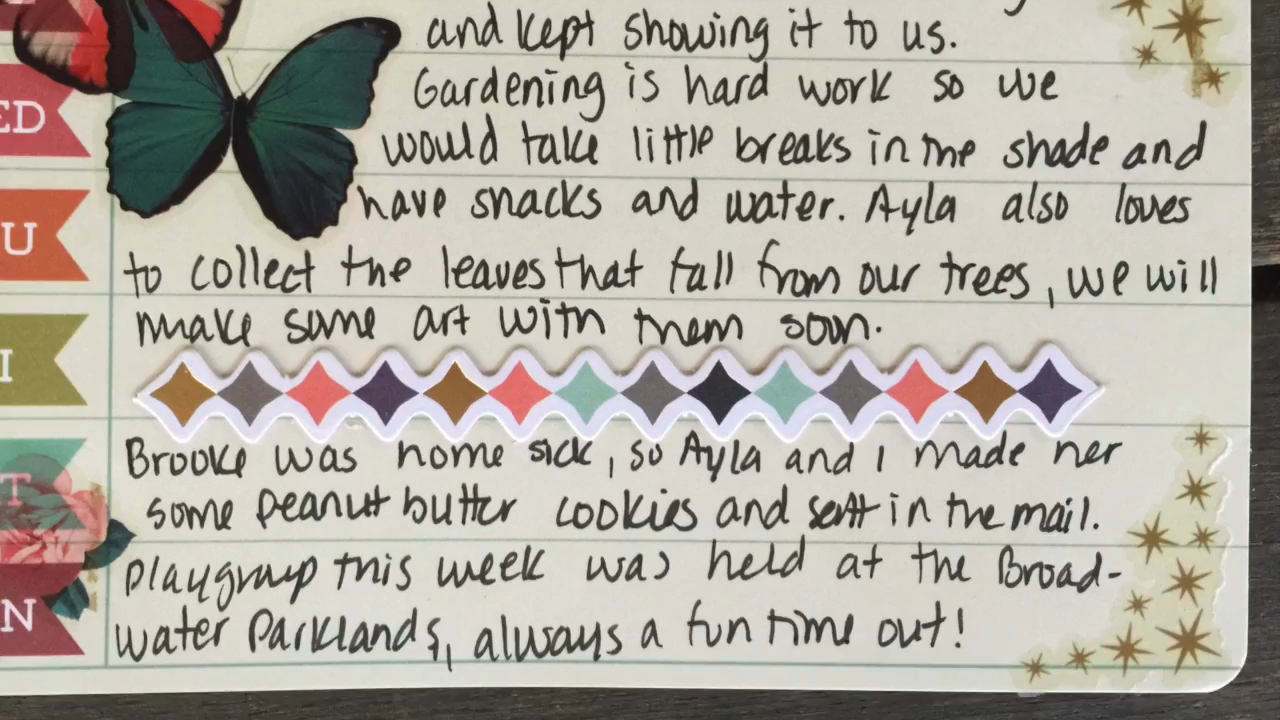 and kept showing it to us.
Gardening is hard work so we
would take little breaks in the shade and
have snacks and water. Ayla also loves
to collect the leaves that fall from our trees, we will
make some art with them soon.
Brooke was home sick, so Ayla and I made her
some peanut butter cookies and sent in the mail.
Playgroup this week was held at the Broad-
water Parklands, always a fun time out!
ED
U
I
T
N